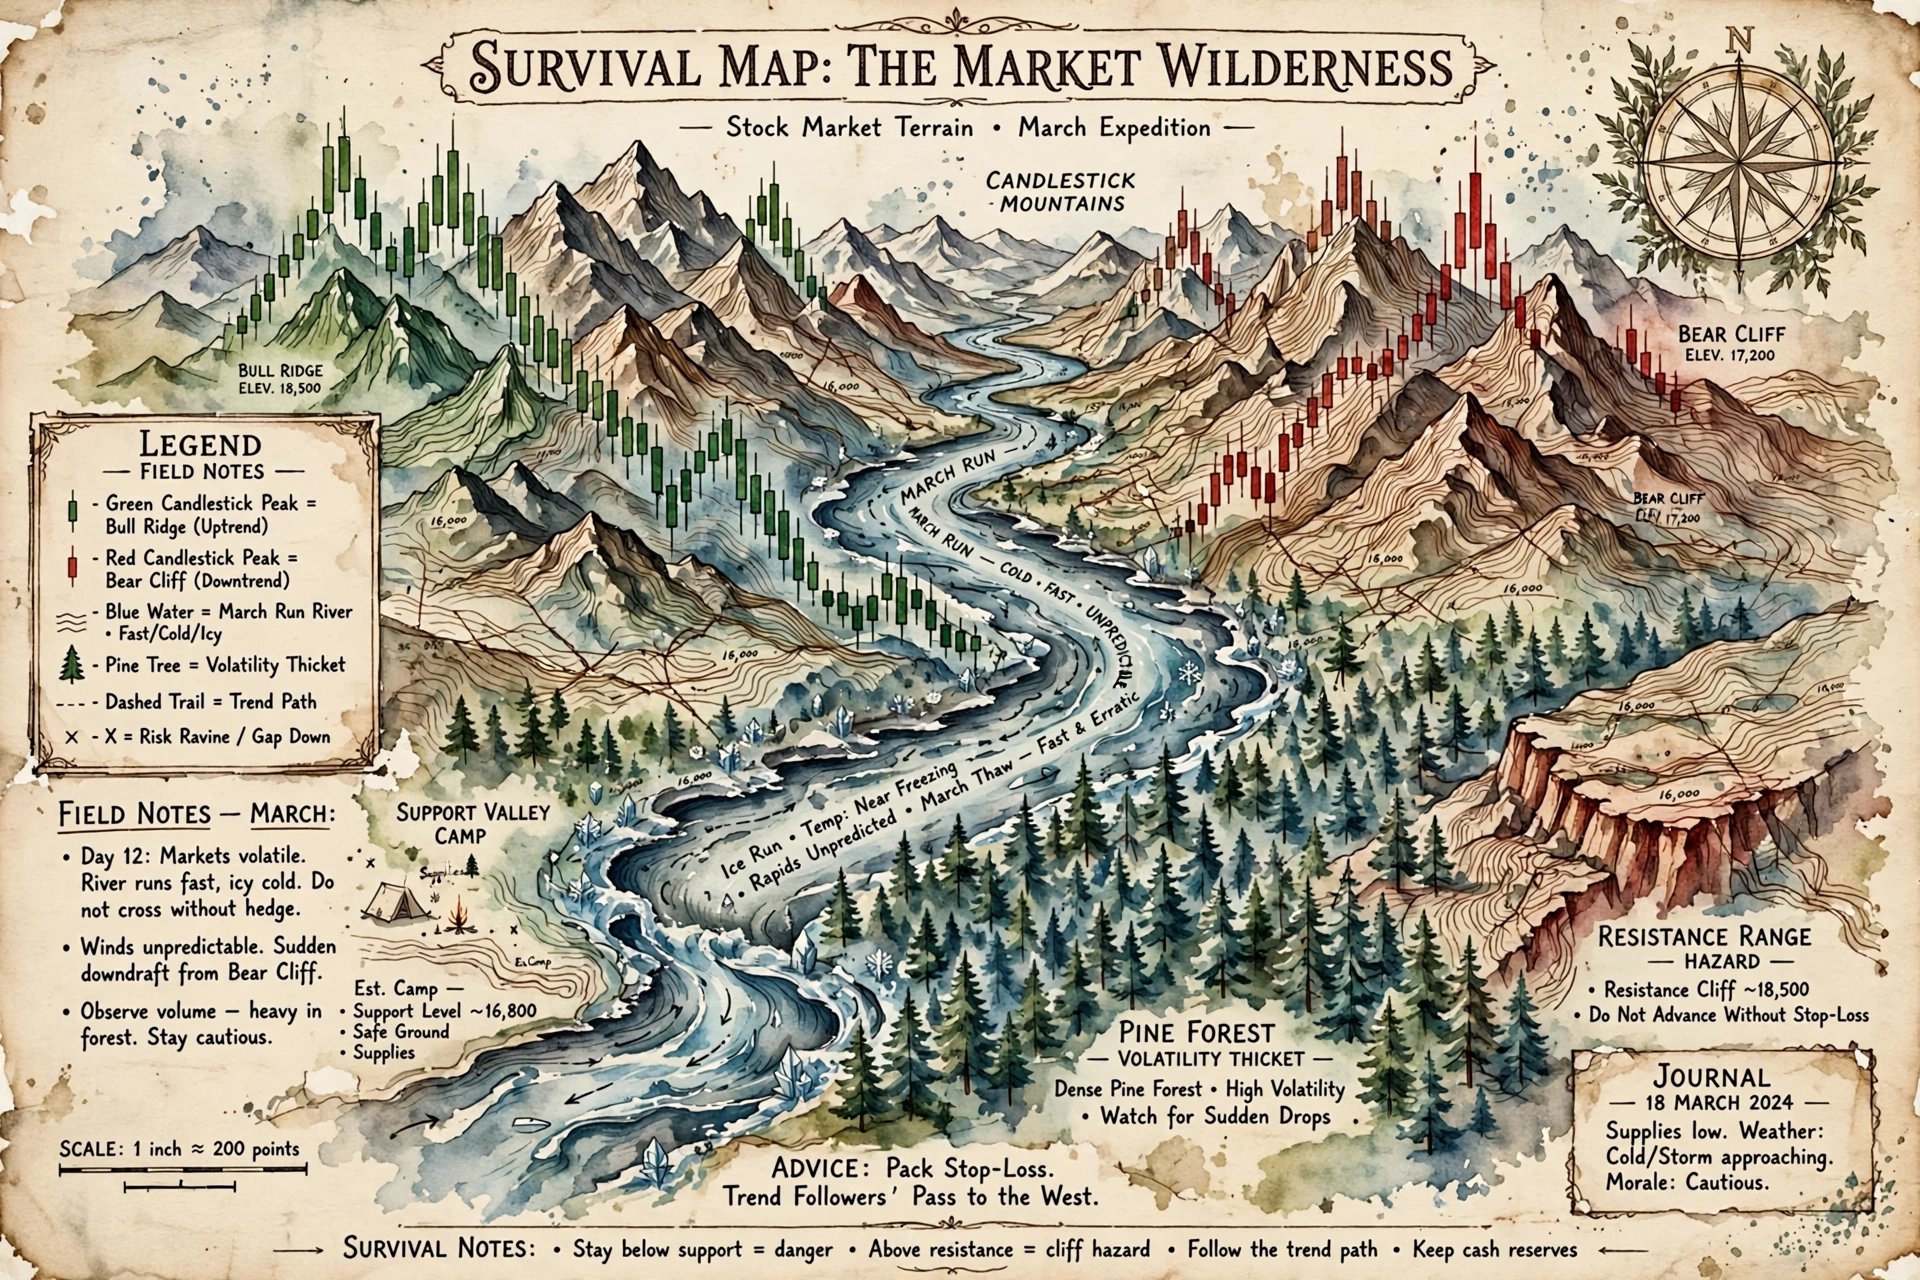 SURVIVAL MAP: THE MARKET WILDERNESS
— Stock Market Terrain • March Expedition —
N
CANDLESTICK
MOUNTAINS
BULL RIDGE
ELEV. 18,500
BEAR CLIFF
ELEV. 17,200
16,000
LEGEND
— FIELD NOTES —
- Green Candlestick Peak =
Bull Ridge (Uptrend)
- Red Candlestick Peak =
Bear Cliff (Downtrend)
- Blue Water = March Run River
• Fast/Cold/Icy
- Pine Tree = Volatility Thicket
--- - Dashed Trail = Trend Path
× - X = Risk Ravine / Gap Down
MARCH RUN —
MARCH RUN — COLD • FAST • UNPREDICTABLE
BEAR CLIFF
17,200
16,000
16,000
16,000
16,000
16,000
16,000
16,000
16,000
Ice Run • Temp: Near Freezing
• Rapids Unpredicted • March Thaw — Fast & Erratic
FIELD NOTES — MARCH:
• Day 12: Markets volatile.
River runs fast, icy cold. Do
not cross without hedge.
• Winds unpredictable. Sudden
downdraft from Bear Cliff.
• Observe volume — heavy in
forest. Stay cautious.
SUPPORT VALLEY
CAMP
Est. Camp —
• Support Level ~16,800
• Safe Ground
• Supplies
RESISTANCE RANGE
— HAZARD —
• Resistance Cliff ~18,500
• Do Not Advance Without Stop-Loss
PINE FOREST
— VOLATILITY THICKET —
Dense Pine Forest • High Volatility
• Watch for Sudden Drops
JOURNAL
— 18 MARCH 2024 —
Supplies low. Weather:
Cold/Storm approaching.
Morale: Cautious.
SCALE: 1 inch ≈ 200 points
ADVICE: Pack Stop-Loss.
Trend Followers' Pass to the West.
SURVIVAL NOTES: • Stay below support = danger • Above resistance = cliff hazard • Follow the trend path • Keep cash reserves